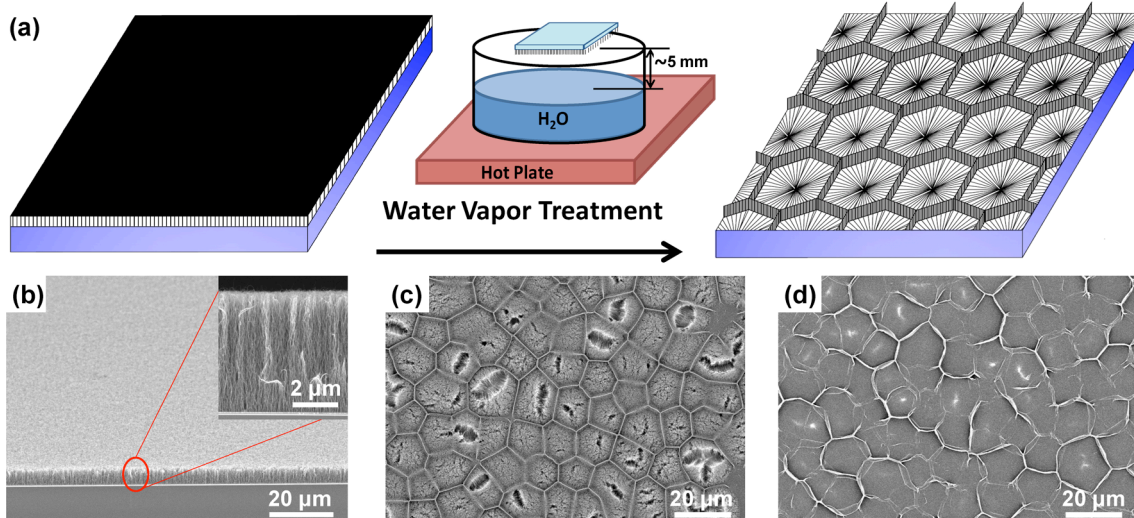 (a)
~5 mm
H₂O
Hot Plate
Water Vapor Treatment
(b)
2 µm
20 µm
(c)
20 µm
(d)
20 µm